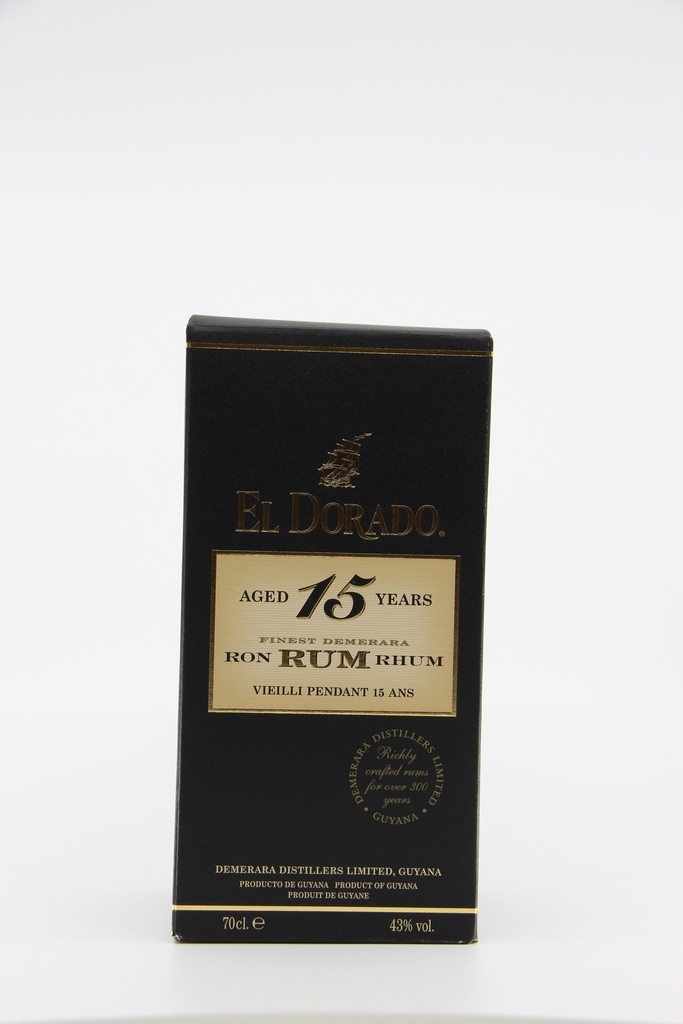 EL DORADO®
AGED 15 YEARS
FINEST DEMERARA
RON RUM RHUM
VIEILLI PENDANT 15 ANS
DEMERARA DISTILLERS LIMITED
Richly
crafted rums
for over 300
years
• GUYANA •
DEMERARA DISTILLERS LIMITED, GUYANA
PRODUCTO DE GUYANA PRODUCT OF GUYANA
PRODUIT DE GUYANE
70cl. ℮ 43% vol.